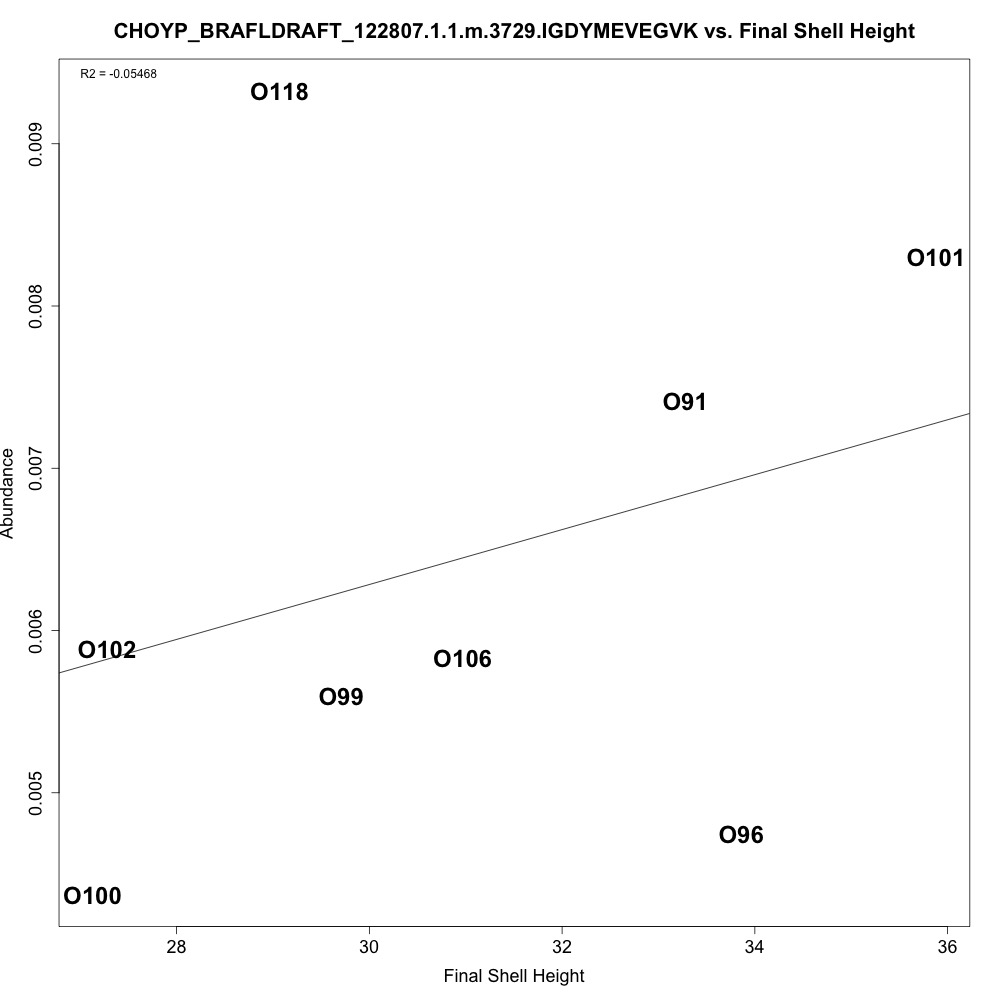 CHOYP_BRAFLDRAFT_122807.1.1.m.3729.IGDYMEVEGVK vs. Final Shell Height
R2 = -0.05468
O118
0.009
O101
0.008
O91
0.007
Abundance
0.006
O102
O106
O99
0.005
O96
O100
28 30 32 34 36
Final Shell Height